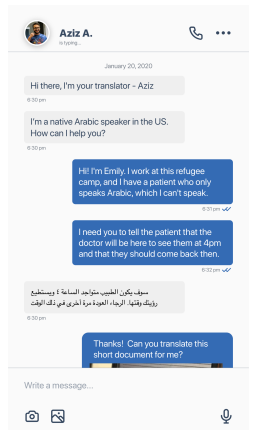 Aziz A.
is typing...
January 20, 2020
Hi there, I'm your translator - Aziz
6:30 pm
I'm a native Arabic speaker in the US.
How can I help you?
6:30 pm
Hi! I'm Emily. I work at this refugee
camp, and I have a patient who only
speaks Arabic, which I can't speak.
6:31 pm
I need you to tell the patient that the
doctor will be here to see them at 4pm
and that they should come back then.
6:32 pm
سوف يكون الطبيب متواجد الساعة ٤ ويستطيع
رؤيتك وقتها. الرجاء العودة مرة أخرى في ذلك الوقت
6:30 pm
Thanks! Can you translate this
short document for me?
Write a message...